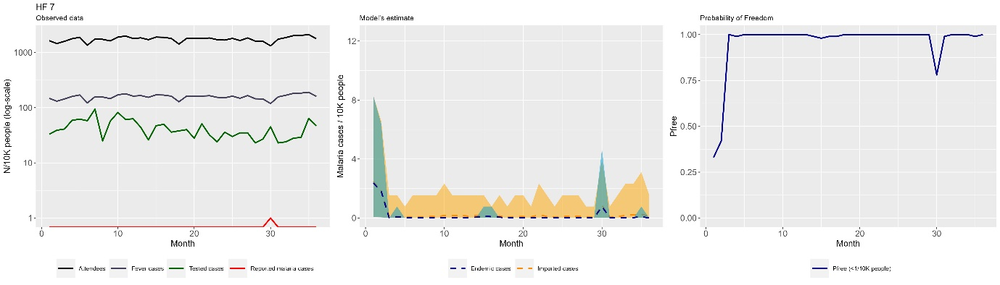 HF 7
Observed data
N/10K people (log-scale)
1000
100
10
1
0
10
20
30
Month
Attendees
Fever cases
Tested cases
Reported malaria cases
Model's estimate
Malaria cases / 10K people
12
8
4
0
0
10
20
30
Month
Endemic cases
Imported cases
Probability of Freedom
Pfree
1.00
0.75
0.50
0.25
0.00
0
10
20
30
Month
Pfree (<1/10K people)